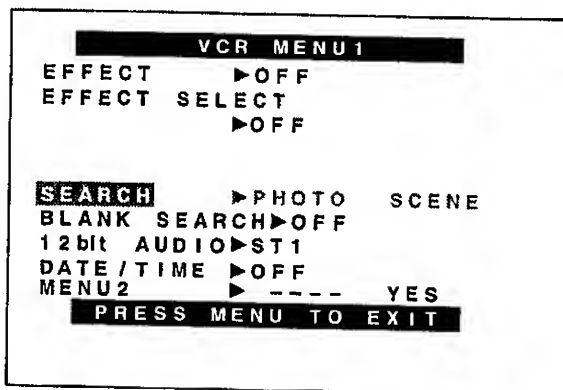 VCR MENU1
EFFECT ►OFF
EFFECT SELECT
►OFF
SEARCH ►PHOTO SCENE
BLANK SEARCH►OFF
12bit AUDIO►ST1
DATE/TIME ►OFF
MENU2 ► ---- YES
PRESS MENU TO EXIT